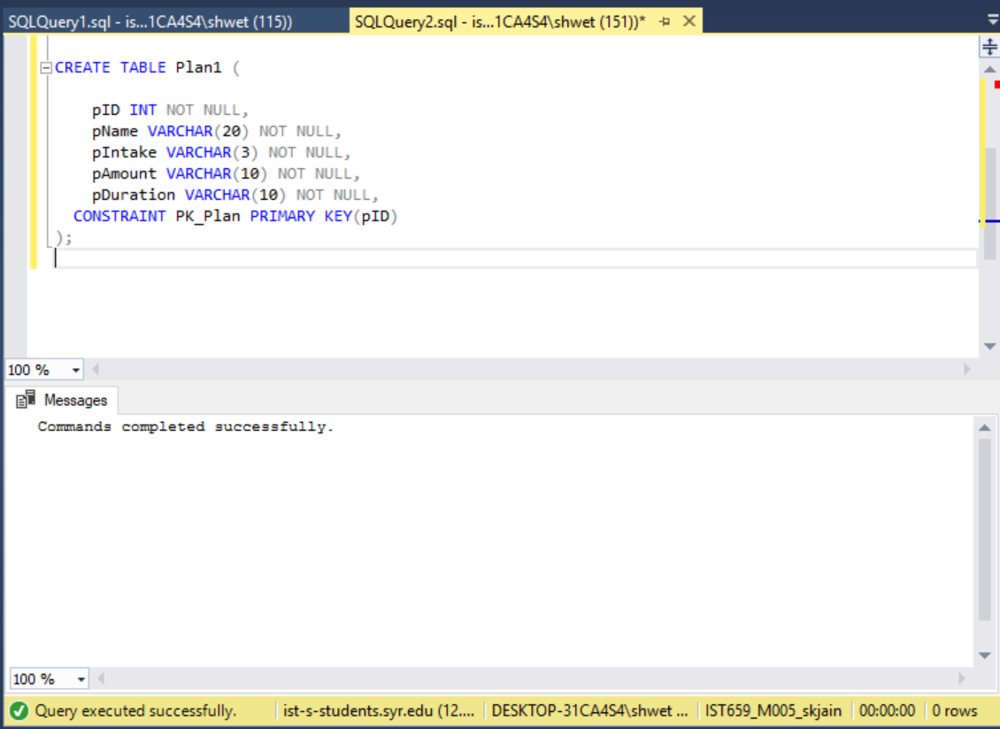 SQLQuery1.sql - is...1CA4S4\shwet (115))
SQLQuery2.sql - is...1CA4S4\shwet (151))*
CREATE TABLE Plan1 (
pID INT NOT NULL,
pName VARCHAR(20) NOT NULL,
pIntake VARCHAR(3) NOT NULL,
pAmount VARCHAR(10) NOT NULL,
pDuration VARCHAR(10) NOT NULL,
CONSTRAINT PK_Plan PRIMARY KEY(pID)
);
100 %
Messages
Commands completed successfully.
100 %
Query executed successfully.
ist-s-students.syr.edu (12....
DESKTOP-31CA4S4\shwet ...
IST659_M005_skjain
00:00:00
0 rows